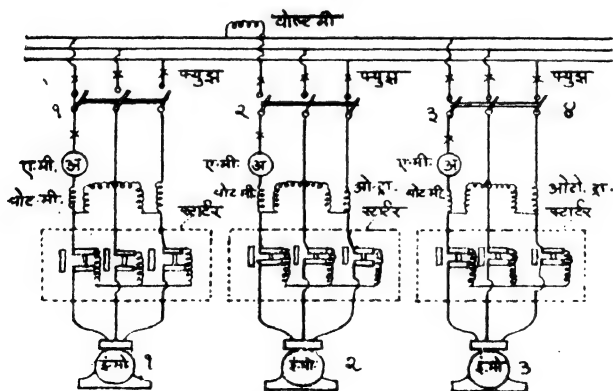 योल्ट मी
फ्युझ
फ्युझ
फ्युझ
१
२
३
४
ए.मी.
अ
ए.मी.
अ
ए.मी.
अ
योट.मी.
योट मी.
ओ.ट्रा.
योट मी.
ओटो. ट्रा.
स्टार्टर
स्टार्टर
स्टार्टर
इं.मो
१
इं.मो.
२
इं.मी
३